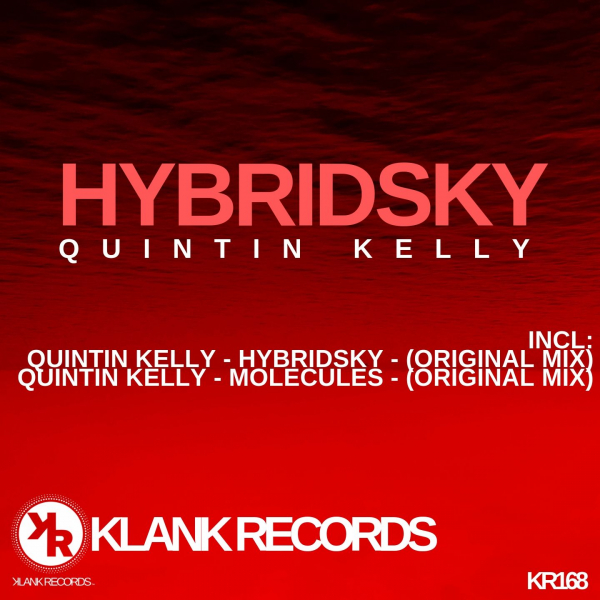 HYBRIDSKY
QUINTIN KELLY
INCL:
QUINTIN KELLY - HYBRIDSKY - (ORIGINAL MIX)
QUINTIN KELLY - MOLECULES - (ORIGINAL MIX)
KR
KLANK RECORDS
KLANK RECORDS
KR168